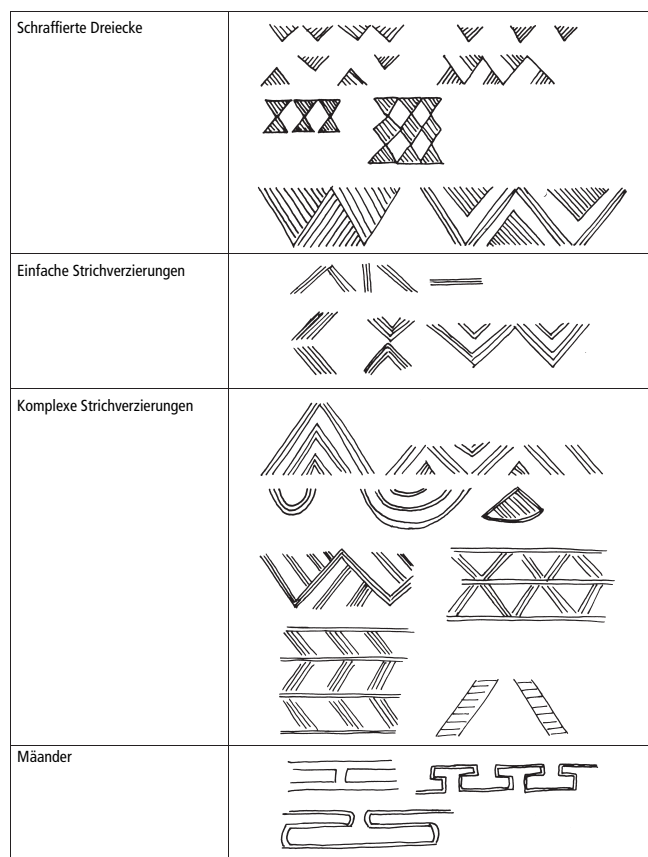 Schraffierte Dreiecke
Einfache Strichverzierungen
Komplexe Strichverzierungen
Mäander